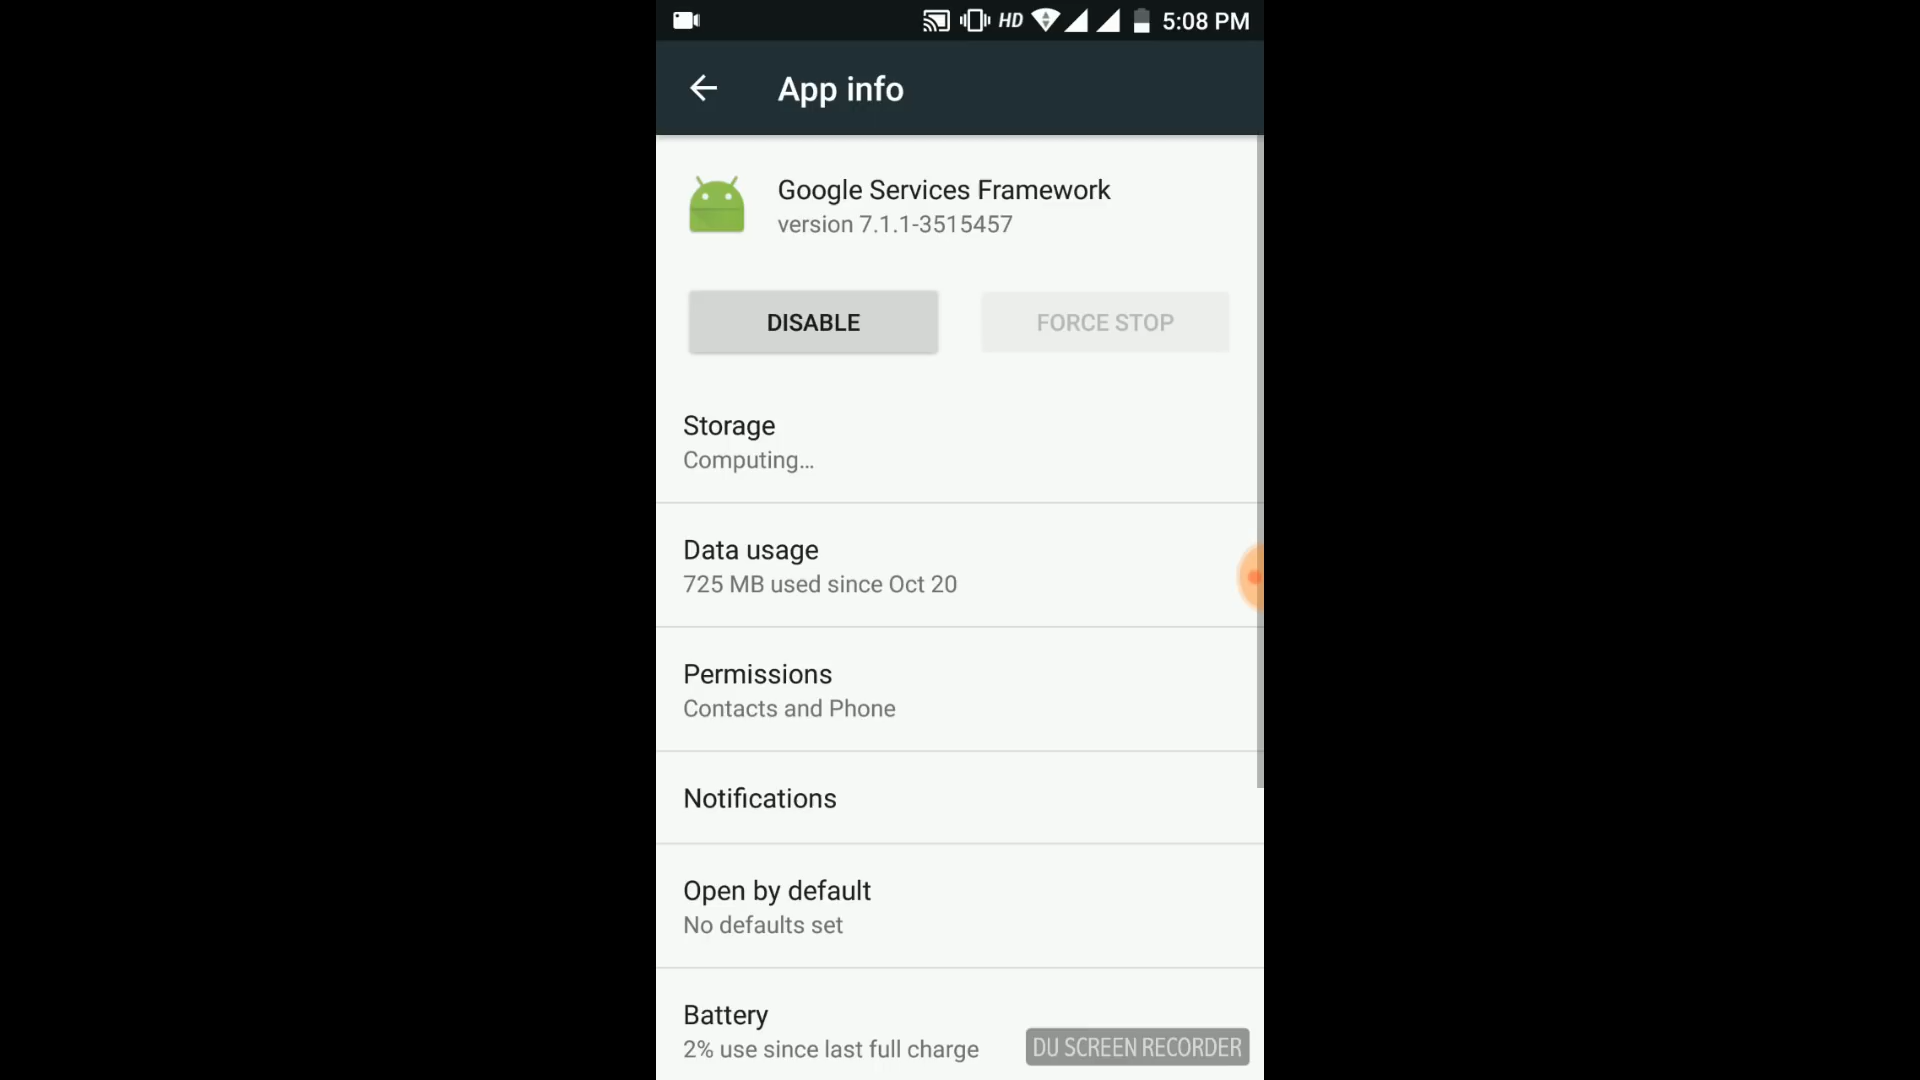 HD 5:08 PM
App info
Google Services Framework
version 7.1.1-3515457
DISABLE
FORCE STOP
Storage
Computing...
Data usage
725 MB used since Oct 20
Permissions
Contacts and Phone
Notifications
Open by default
No defaults set
Battery
2% use since last full charge
DU SCREEN RECORDER